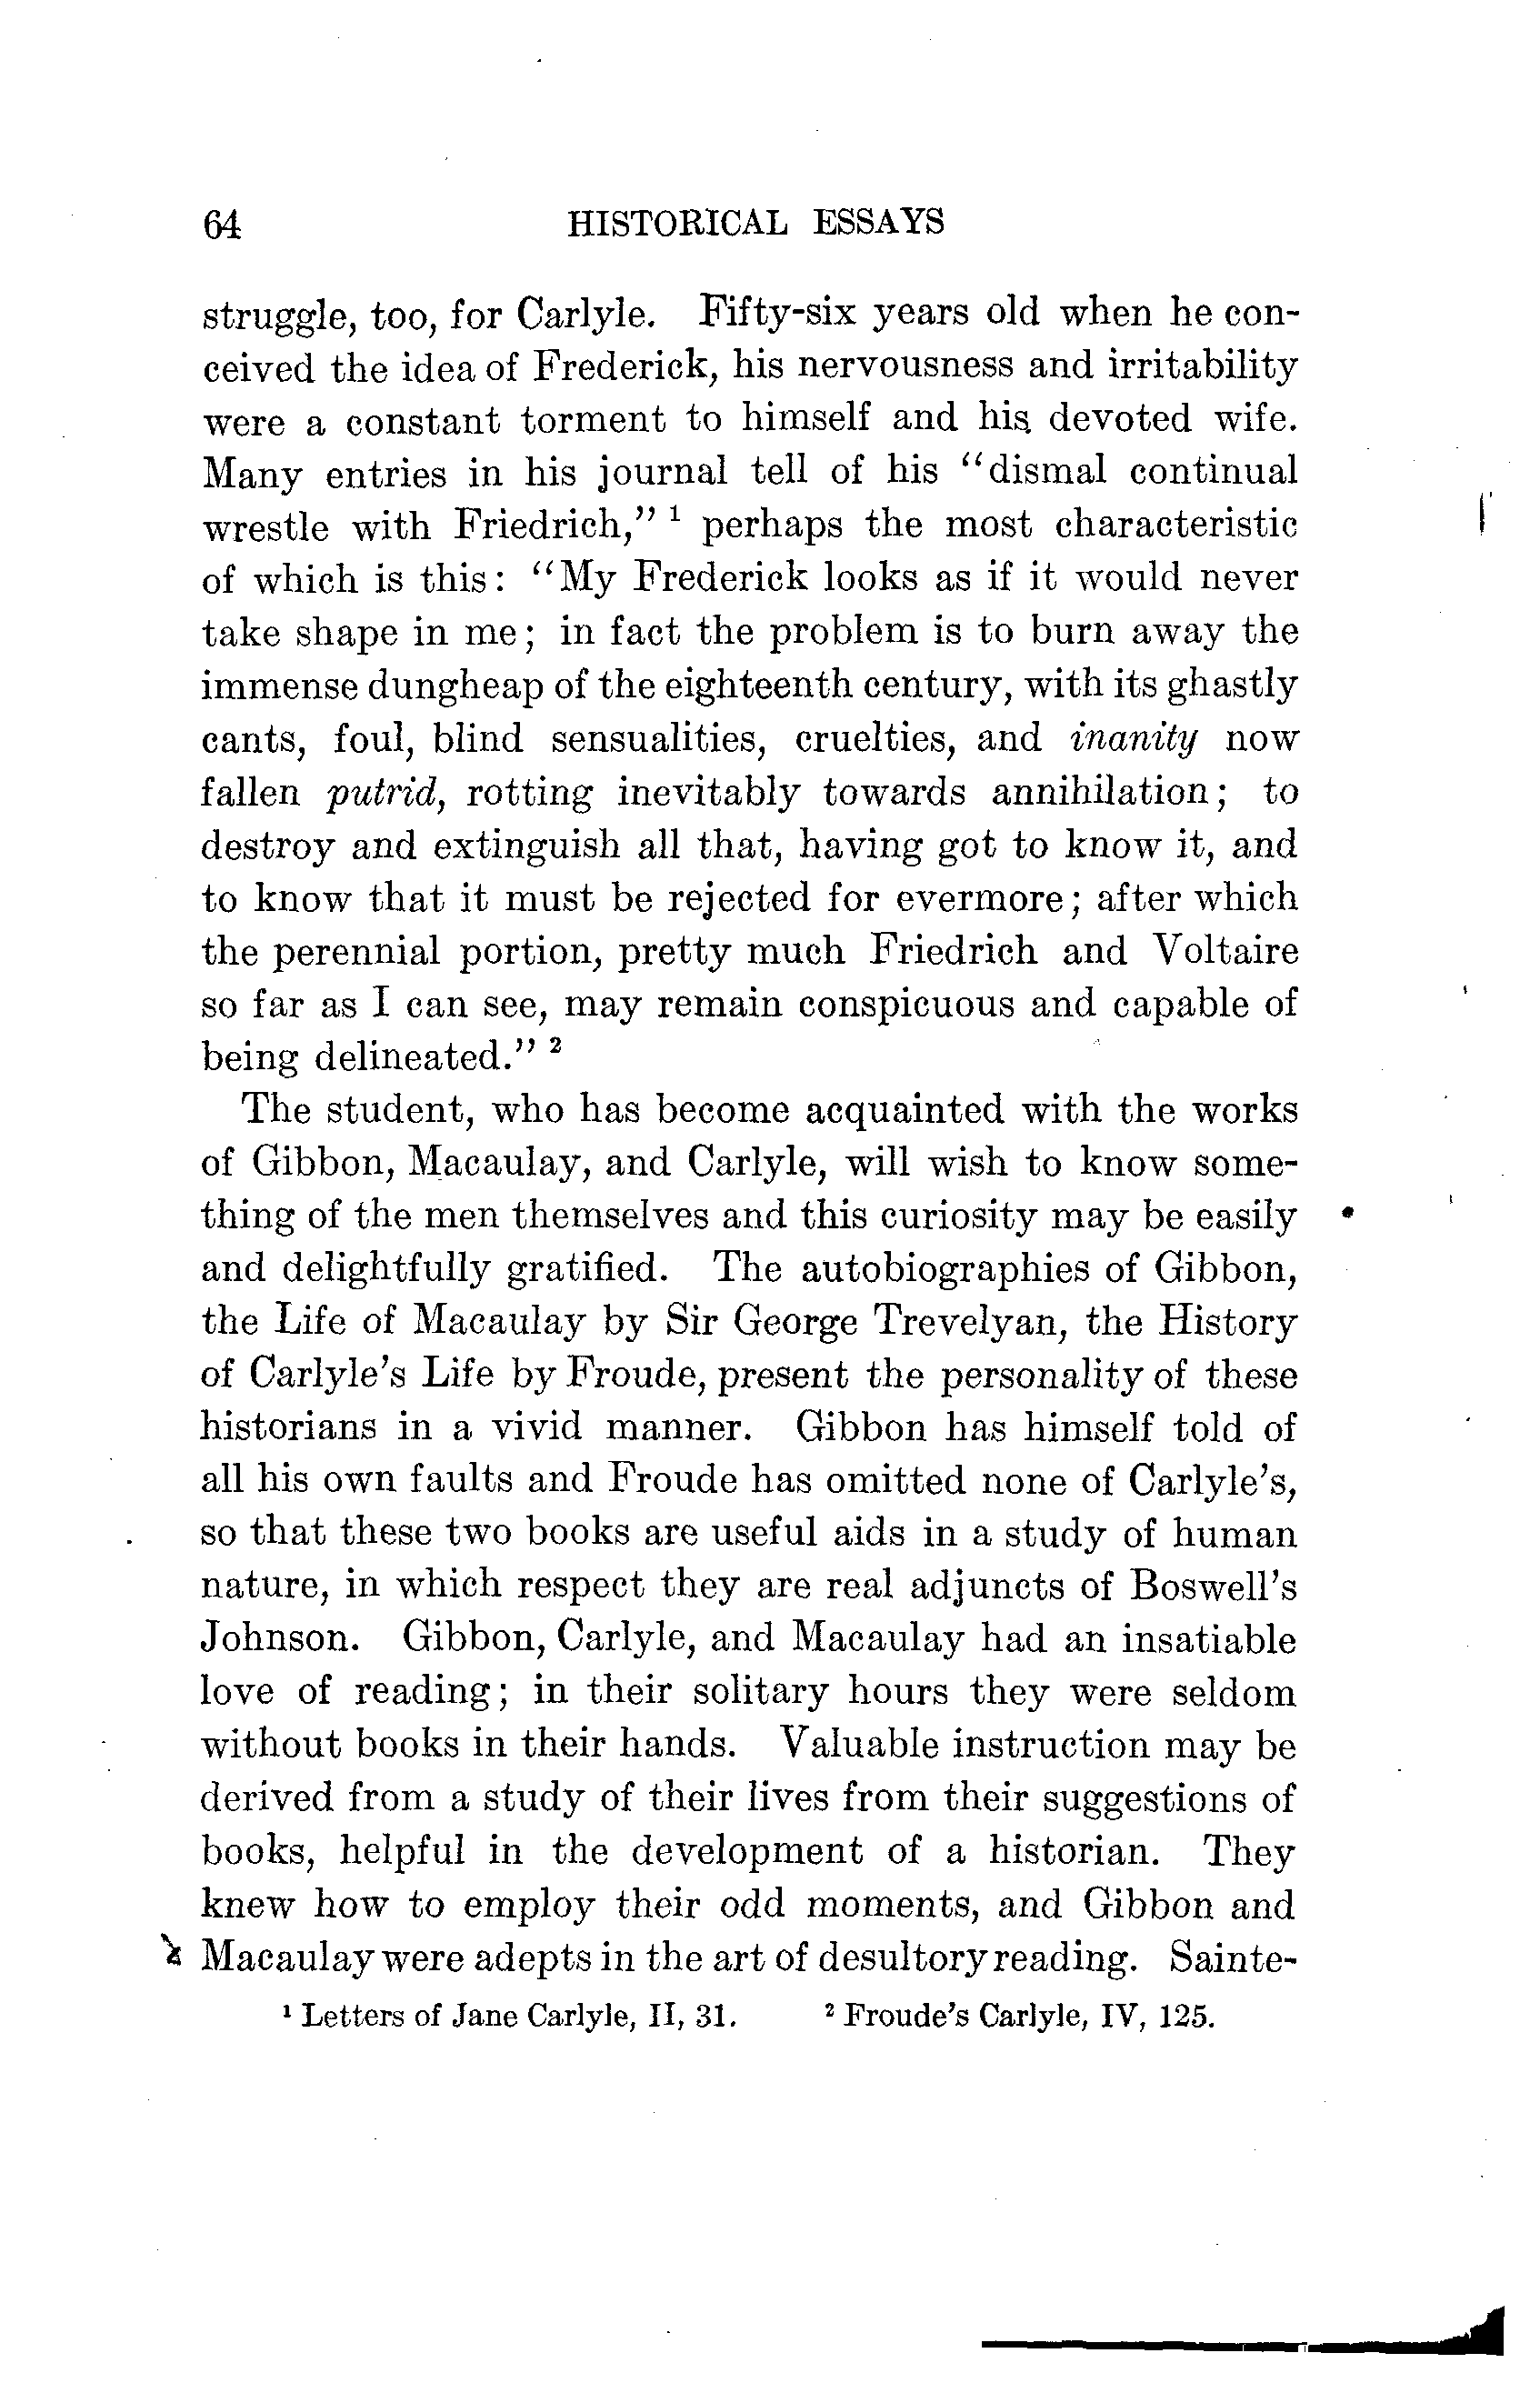 64 HISTORICAL ESSAYS
struggle, too, for Carlyle. Fifty-six years old when he con-
ceived the idea of Frederick, his nervousness and irritability
were a constant torment to himself and his devoted wife.
Many entries in his journal tell of his "dismal continual
wrestle with Friedrich," ¹ perhaps the most characteristic
of which is this: "My Frederick looks as if it would never
take shape in me; in fact the problem is to burn away the
immense dungheap of the eighteenth century, with its ghastly
cants, foul, blind sensualities, cruelties, and inanity now
fallen putrid, rotting inevitably towards annihilation; to
destroy and extinguish all that, having got to know it, and
to know that it must be rejected for evermore; after which
the perennial portion, pretty much Friedrich and Voltaire
so far as I can see, may remain conspicuous and capable of
being delineated." ²
The student, who has become acquainted with the works
of Gibbon, Macaulay, and Carlyle, will wish to know some-
thing of the men themselves and this curiosity may be easily
and delightfully gratified. The autobiographies of Gibbon,
the Life of Macaulay by Sir George Trevelyan, the History
of Carlyle's Life by Froude, present the personality of these
historians in a vivid manner. Gibbon has himself told of
all his own faults and Froude has omitted none of Carlyle's,
so that these two books are useful aids in a study of human
nature, in which respect they are real adjuncts of Boswell's
Johnson. Gibbon, Carlyle, and Macaulay had an insatiable
love of reading; in their solitary hours they were seldom
without books in their hands. Valuable instruction may be
derived from a study of their lives from their suggestions of
books, helpful in the development of a historian. They
knew how to employ their odd moments, and Gibbon and
Macaulay were adepts in the art of desultory reading. Sainte-
¹ Letters of Jane Carlyle, II, 31. ² Froude's Carlyle, IV, 125.